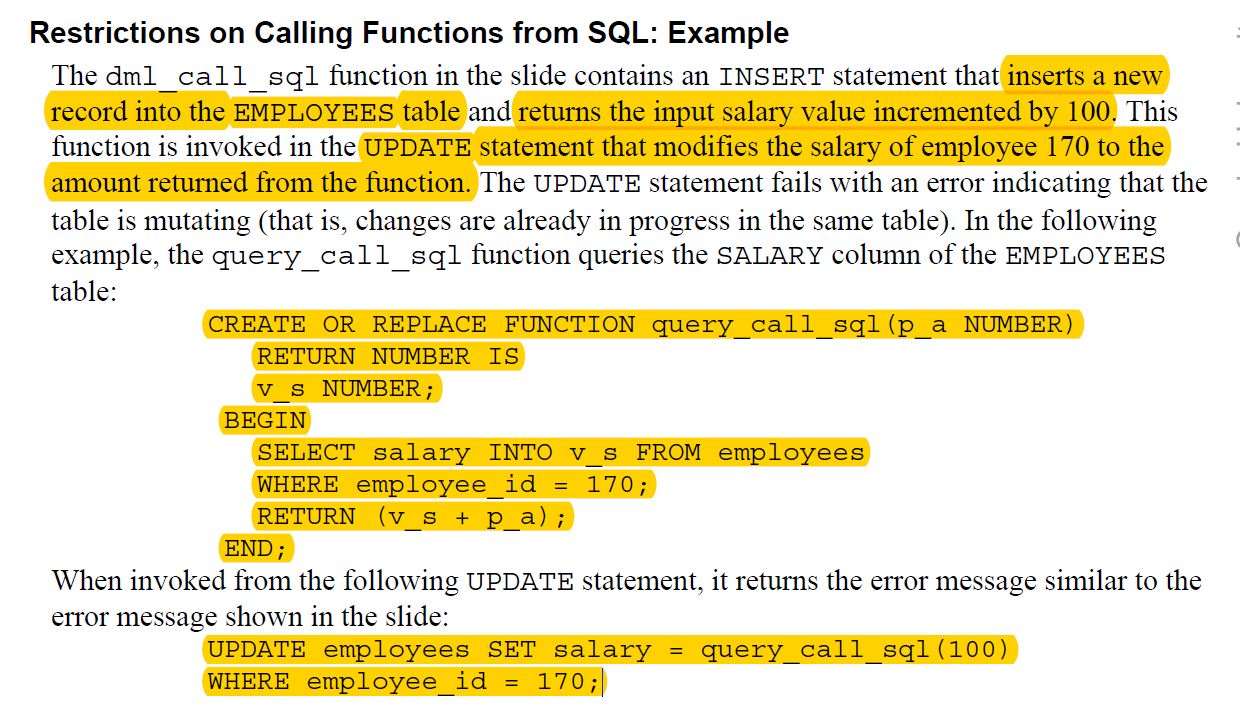 Restrictions on Calling Functions from SQL: Example
The dml_call_sql function in the slide contains an INSERT statement that inserts a new
record into the EMPLOYEES table and returns the input salary value incremented by 100. This
function is invoked in the UPDATE statement that modifies the salary of employee 170 to the
amount returned from the function. The UPDATE statement fails with an error indicating that the
table is mutating (that is, changes are already in progress in the same table). In the following
example, the query_call_sql function queries the SALARY column of the EMPLOYEES
table:
CREATE OR REPLACE FUNCTION query_call_sql(p_a NUMBER)
RETURN NUMBER IS
v_s NUMBER;
BEGIN
SELECT salary INTO v_s FROM employees
WHERE employee_id = 170;
RETURN (v_s + p_a);
END;
When invoked from the following UPDATE statement, it returns the error message similar to the
error message shown in the slide:
UPDATE employees SET salary = query_call_sql(100)
WHERE employee_id = 170;